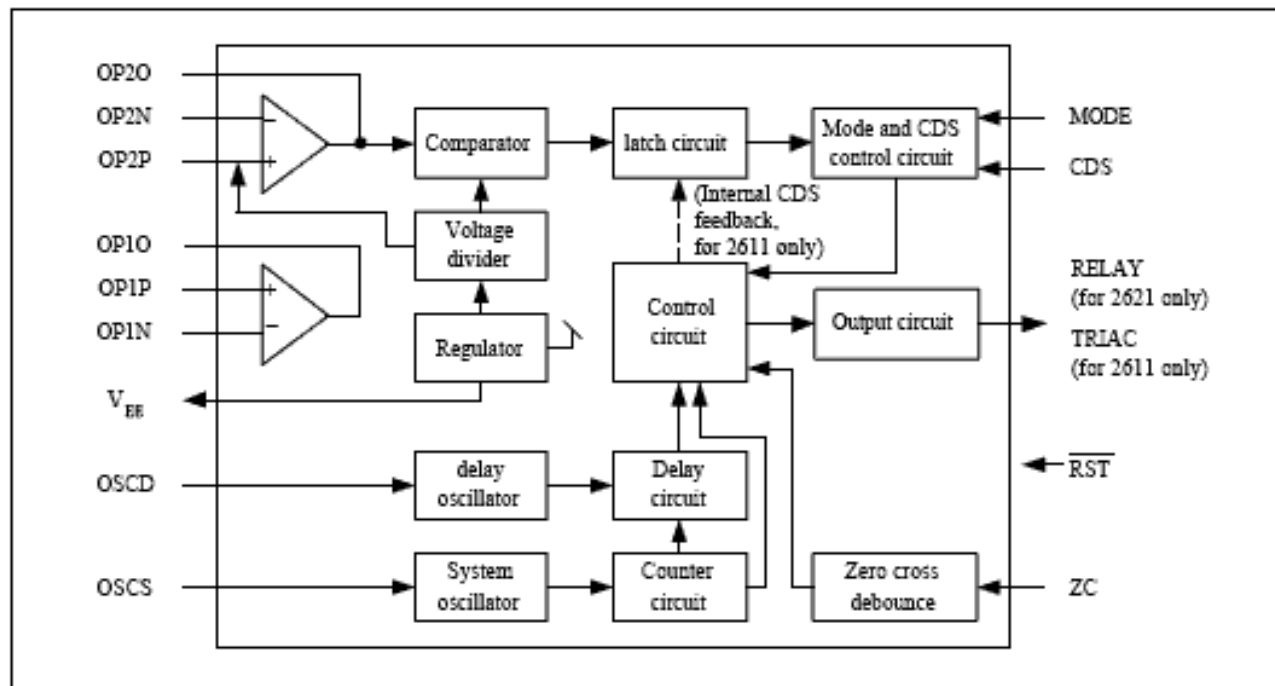 OP2O
OP2N
OP2P
OP1O
OP1P
OP1N
VEE
OSCD
OSCS
−
+
+
−
Comparator
Voltage
divider
Regulator
delay
oscillator
System
oscillator
latch circuit
(Internal CDS
feedback,
for 2611 only)
Control
circuit
Delay
circuit
Counter
circuit
Mode and CDS
control circuit
Output circuit
Zero cross
debounce
MODE
CDS
RELAY
(for 2621 only)
TRIAC
(for 2611 only)
R̅S̅T̅
ZC